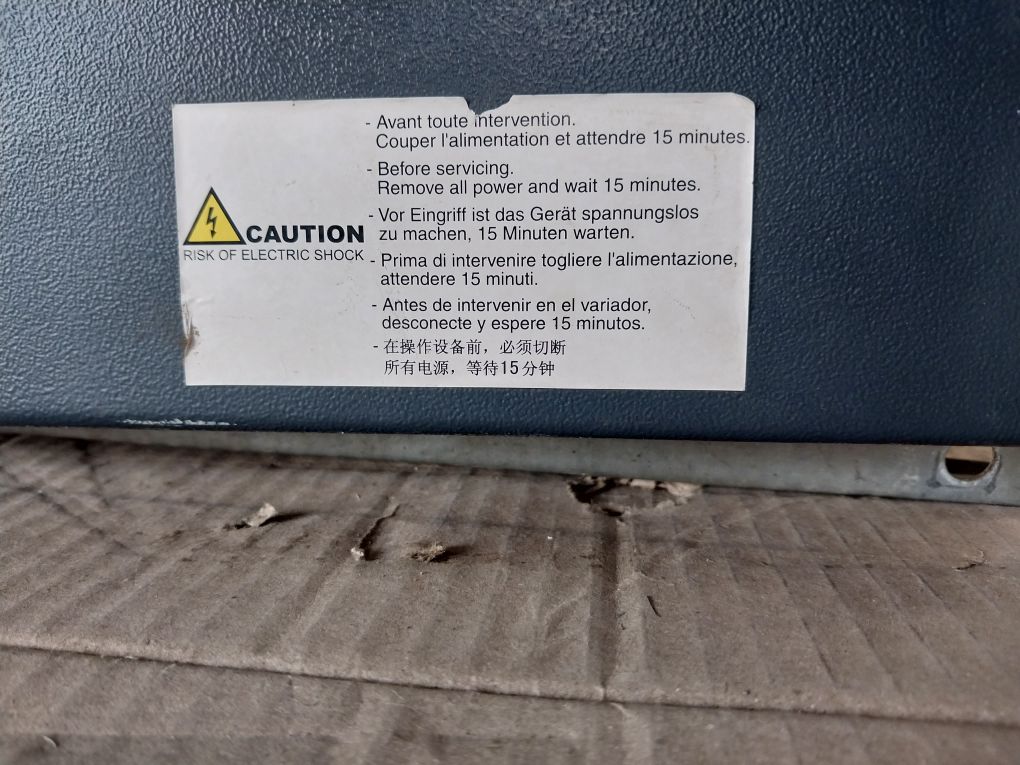 CAUTION
RISK OF ELECTRIC SHOCK
- Avant toute intervention.
Couper l'alimentation et attendre 15 minutes.
- Before servicing.
Remove all power and wait 15 minutes.
- Vor Eingriff ist das Gerät spannungslos
zu machen, 15 Minuten warten.
- Prima di intervenire togliere l'alimentazione,
attendere 15 minuti.
- Antes de intervenir en el variador,
desconecte y espere 15 minutos.
- 在操作设备前，必须切断
所有电源，等待15分钟